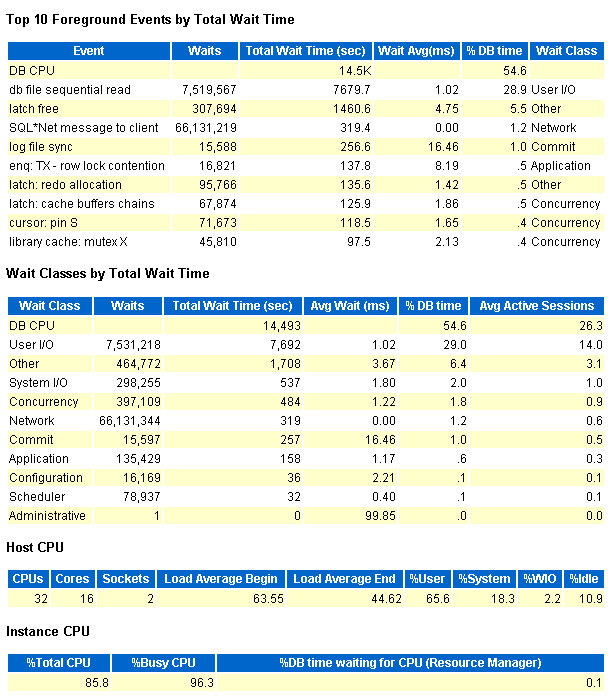 Top 10 Foreground Events by Total Wait Time
Event Waits Total Wait Time (sec) Wait Avg(ms) % DB time Wait Class
DB CPU 14.5K 54.6
db file sequential read 7,519,567 7679.7 1.02 28.9 User I/O
latch free 307,694 1460.6 4.75 5.5 Other
SQL*Net message to client 66,131,219 319.4 0.00 1.2 Network
log file sync 15,588 256.6 16.46 1.0 Commit
enq: TX - row lock contention 16,821 137.8 8.19 .5 Application
latch: redo allocation 95,766 135.6 1.42 .5 Other
latch: cache buffers chains 67,874 125.9 1.86 .5 Concurrency
cursor: pin S 71,673 118.5 1.65 .4 Concurrency
library cache: mutex X 45,810 97.5 2.13 .4 Concurrency
Wait Classes by Total Wait Time
Wait Class Waits Total Wait Time (sec) Avg Wait (ms) % DB time Avg Active Sessions
DB CPU 14,493 54.6 26.3
User I/O 7,531,218 7,692 1.02 29.0 14.0
Other 464,772 1,708 3.67 6.4 3.1
System I/O 298,255 537 1.80 2.0 1.0
Concurrency 397,109 484 1.22 1.8 0.9
Network 66,131,344 319 0.00 1.2 0.6
Commit 15,597 257 16.46 1.0 0.5
Application 135,429 158 1.17 .6 0.3
Configuration 16,169 36 2.21 .1 0.1
Scheduler 78,937 32 0.40 .1 0.1
Administrative 1 0 99.85 .0 0.0
Host CPU
CPUs Cores Sockets Load Average Begin Load Average End %User %System %WIO %Idle
32 16 2 63.55 44.62 65.6 18.3 2.2 10.9
Instance CPU
%Total CPU %Busy CPU %DB time waiting for CPU (Resource Manager)
85.8 96.3 0.1